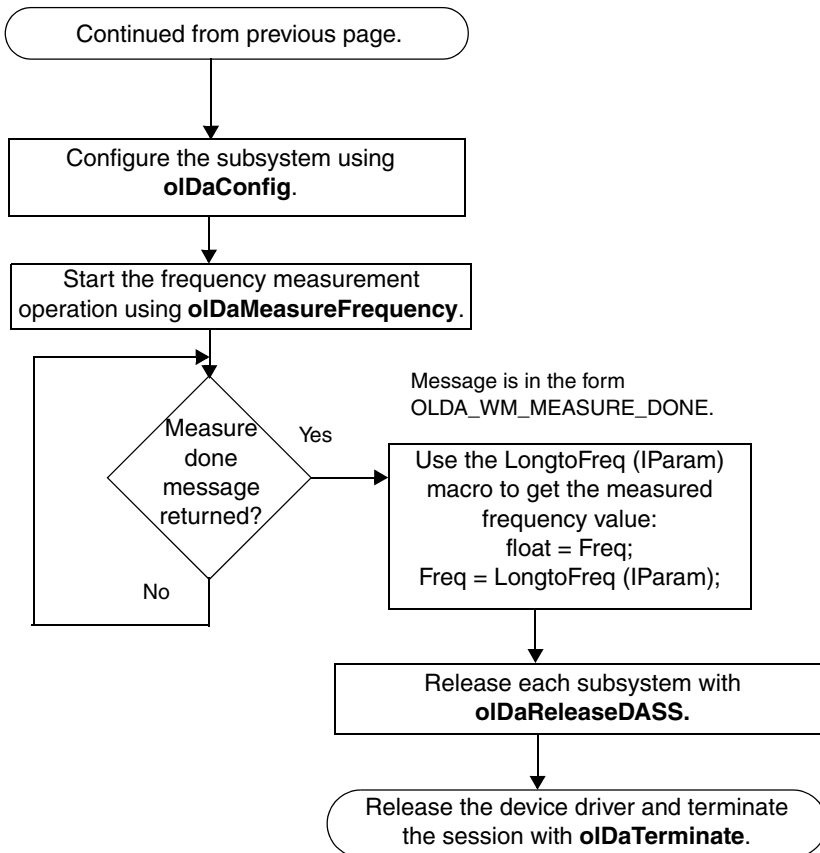 Continued from previous page.
Configure the subsystem using
olDaConfig.
Start the frequency measurement
operation using olDaMeasureFrequency.
Message is in the form
OLDA_WM_MEASURE_DONE.
Measure
done
message
returned?
Yes
No
Use the LongtoFreq (lParam)
macro to get the measured
frequency value:
float = Freq;
Freq = LongtoFreq (lParam);
Release each subsystem with
olDaReleaseDASS.
Release the device driver and terminate
the session with olDaTerminate.